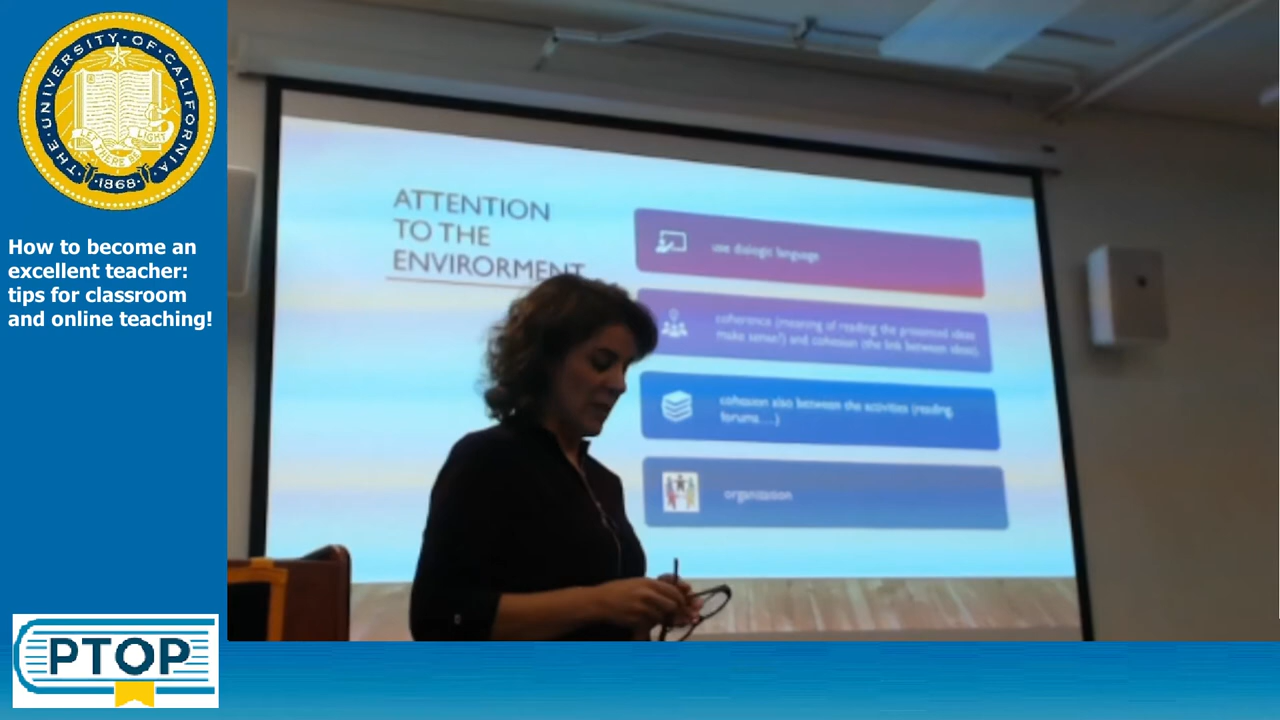 THE·UNIVERSITY·OF·CALIFORNIA
LET THERE BE LIGHT
·1868·
How to become an
excellent teacher:
tips for classroom
and online teaching!
PTOP
ATTENTION
TO THE
ENVIRORMENT
use dialogic language
coherence (meaning of reading the presented ideas
make sense?) and cohesion (the link between ideas)
cohesion also between the activities (reading,
forums....)
organization